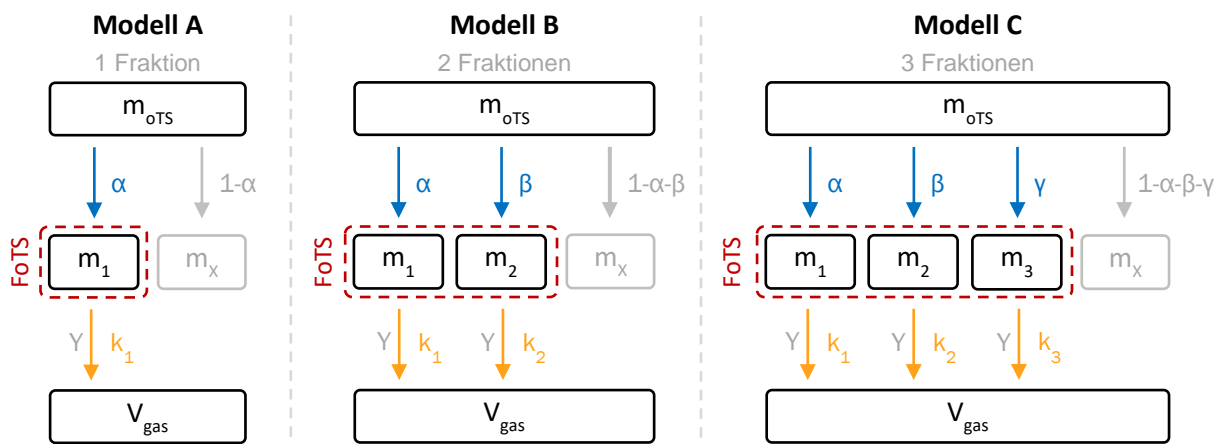 Modell A
1 Fraktion
m_oTS
α
1-α
FoTS
m_1
m_X
Y
k_1
V_gas
Modell B
2 Fraktionen
m_oTS
α
β
1-α-β
FoTS
m_1
m_2
m_X
Y
k_1
Y
k_2
V_gas
Modell C
3 Fraktionen
m_oTS
α
β
γ
1-α-β-γ
FoTS
m_1
m_2
m_3
m_X
Y
k_1
Y
k_2
Y
k_3
V_gas